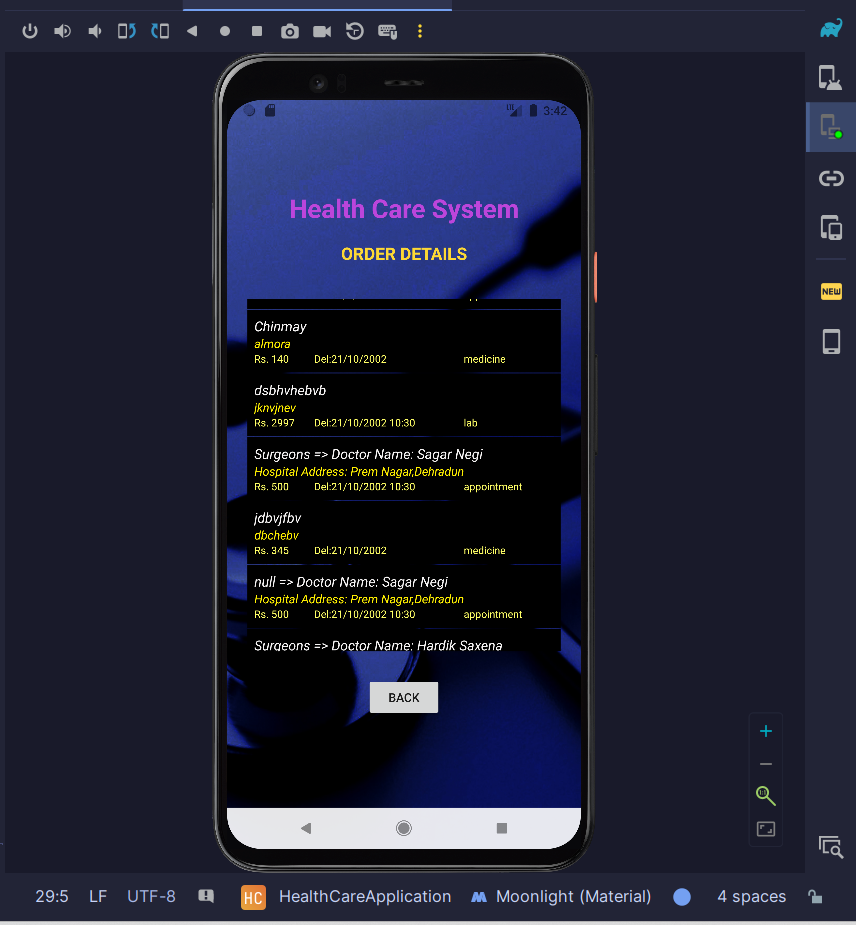 3:42
NEW
Health Care System
ORDER DETAILS
Chinmay
almora
Rs. 140 Del:21/10/2002 medicine
dsbhvhebvb
jknvjnev
Rs. 2997 Del:21/10/2002 10:30 lab
Surgeons => Doctor Name: Sagar Negi
Hospital Address: Prem Nagar,Dehradun
Rs. 500 Del:21/10/2002 10:30 appointment
jdbvjfbv
dbchebv
Rs. 345 Del:21/10/2002 medicine
null => Doctor Name: Sagar Negi
Hospital Address: Prem Nagar,Dehradun
Rs. 500 Del:21/10/2002 10:30 appointment
Surgeons => Doctor Name: Hardik Saxena
BACK
29:5 LF UTF-8 HC HealthCareApplication Moonlight (Material) 4 spaces